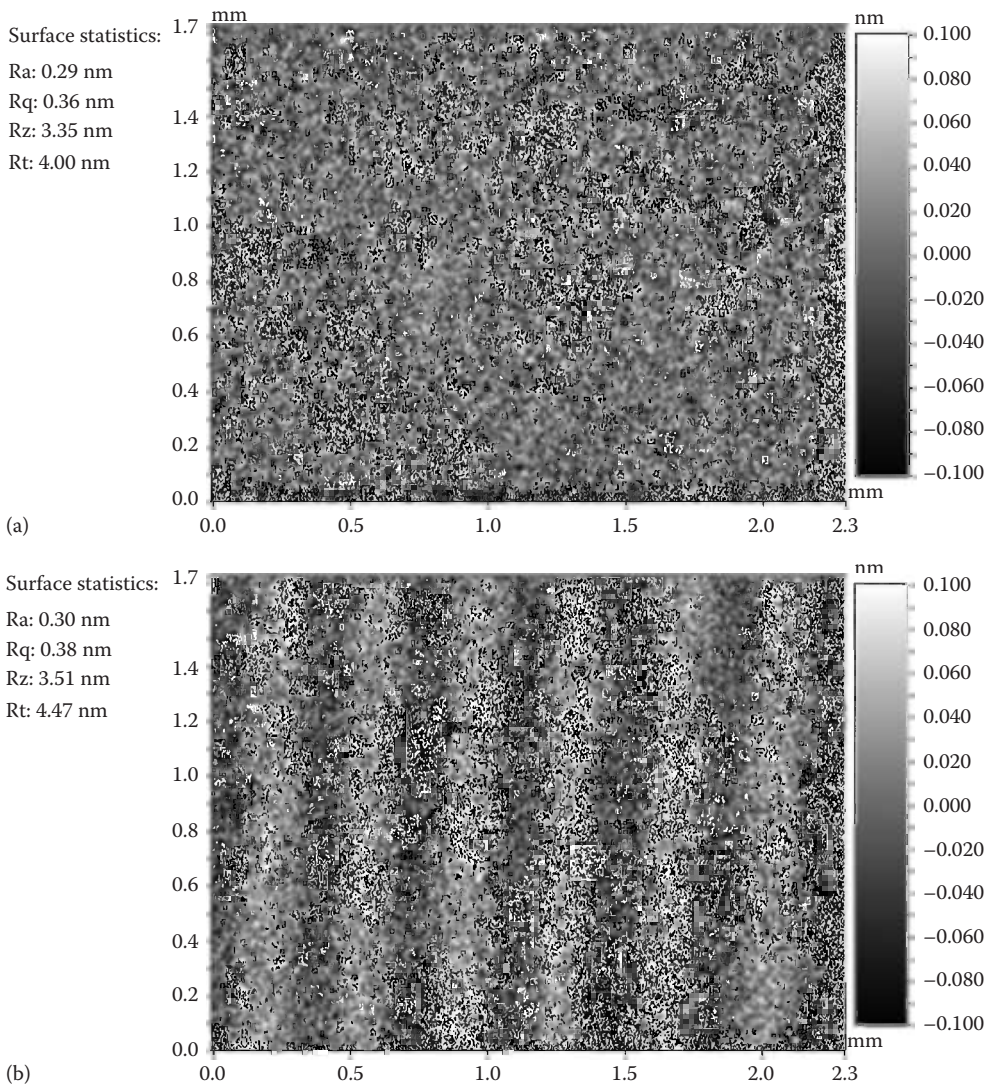 Surface statistics:
Ra: 0.29 nm
Rq: 0.36 nm
Rz: 3.35 nm
Rt: 4.00 nm
mm
1.7
1.4
1.2
1.0
0.8
0.6
0.4
0.2
0.0
0.0 0.5 1.0 1.5 2.0 2.3
mm
nm
0.100
0.080
0.060
0.040
0.020
0.000
−0.020
−0.040
−0.060
−0.080
−0.100
(a)
Surface statistics:
Ra: 0.30 nm
Rq: 0.38 nm
Rz: 3.51 nm
Rt: 4.47 nm
1.7
1.4
1.2
1.0
0.8
0.6
0.4
0.2
0.0
0.0 0.5 1.0 1.5 2.0 2.3
mm
nm
0.100
0.080
0.060
0.040
0.020
0.000
−0.020
−0.040
−0.060
−0.080
−0.100
(b)